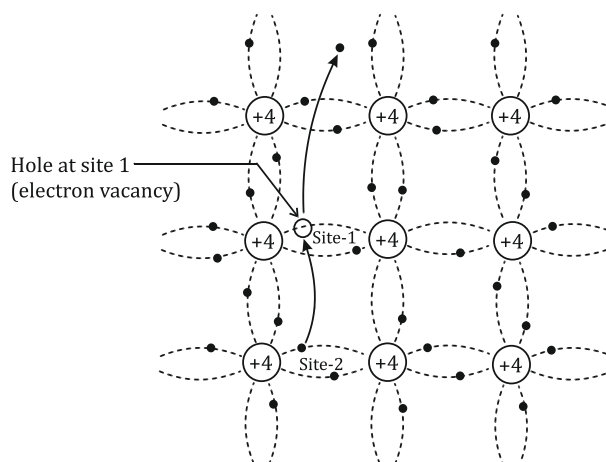 +4 +4 +4
Hole at site 1
(electron vacancy)
Site-1
+4 +4 +4
Site-2
+4 +4 +4